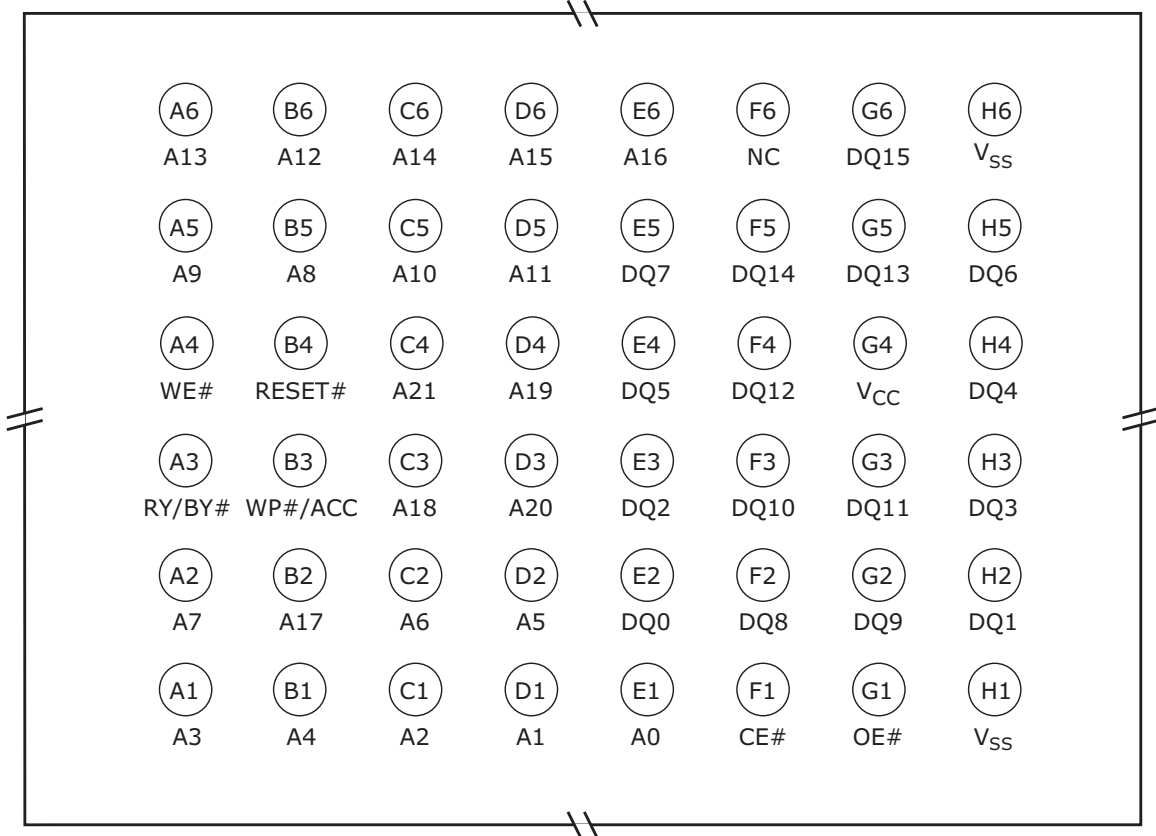 A6 B6 C6 D6 E6 F6 G6 H6
A13 A12 A14 A15 A16 NC DQ15 VSS
A5 B5 C5 D5 E5 F5 G5 H5
A9 A8 A10 A11 DQ7 DQ14 DQ13 DQ6
A4 B4 C4 D4 E4 F4 G4 H4
WE# RESET# A21 A19 DQ5 DQ12 VCC DQ4
A3 B3 C3 D3 E3 F3 G3 H3
RY/BY# WP#/ACC A18 A20 DQ2 DQ10 DQ11 DQ3
A2 B2 C2 D2 E2 F2 G2 H2
A7 A17 A6 A5 DQ0 DQ8 DQ9 DQ1
A1 B1 C1 D1 E1 F1 G1 H1
A3 A4 A2 A1 A0 CE# OE# VSS